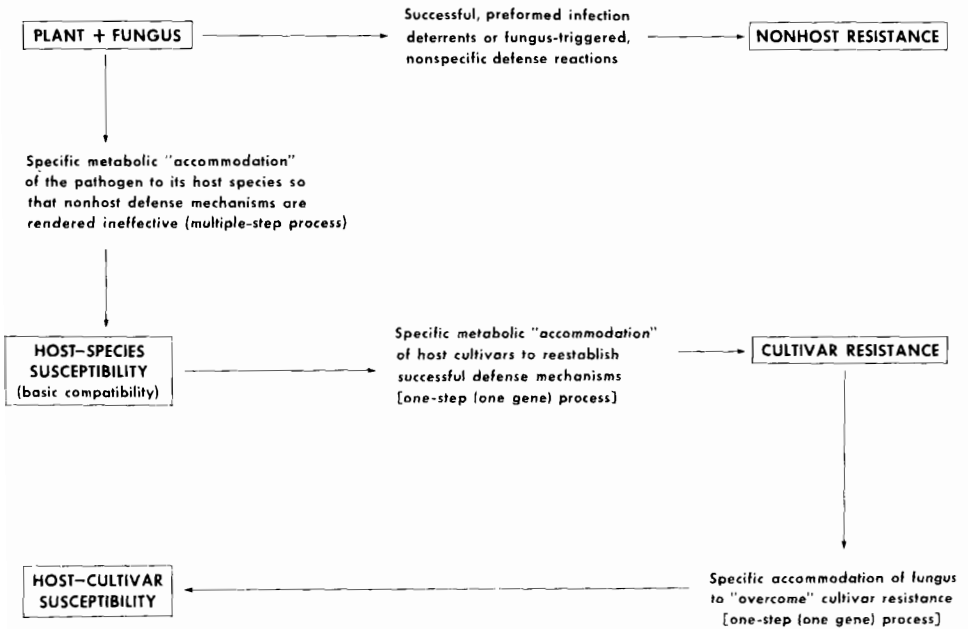 PLANT + FUNGUS
Successful, preformed infection
deterrents or fungus-triggered,
nonspecific defense reactions
NONHOST RESISTANCE
Specific metabolic "accommodation"
of the pathogen to its host species so
that nonhost defense mechanisms are
rendered ineffective (multiple-step process)
HOST–SPECIES
SUSCEPTIBILITY
(basic compatibility)
Specific metabolic "accommodation"
of host cultivars to reestablish
successful defense mechanisms
[one-step (one gene) process]
CULTIVAR RESISTANCE
Specific accommodation of fungus
to "overcome" cultivar resistance
[one-step (one gene) process]
HOST–CULTIVAR
SUSCEPTIBILITY